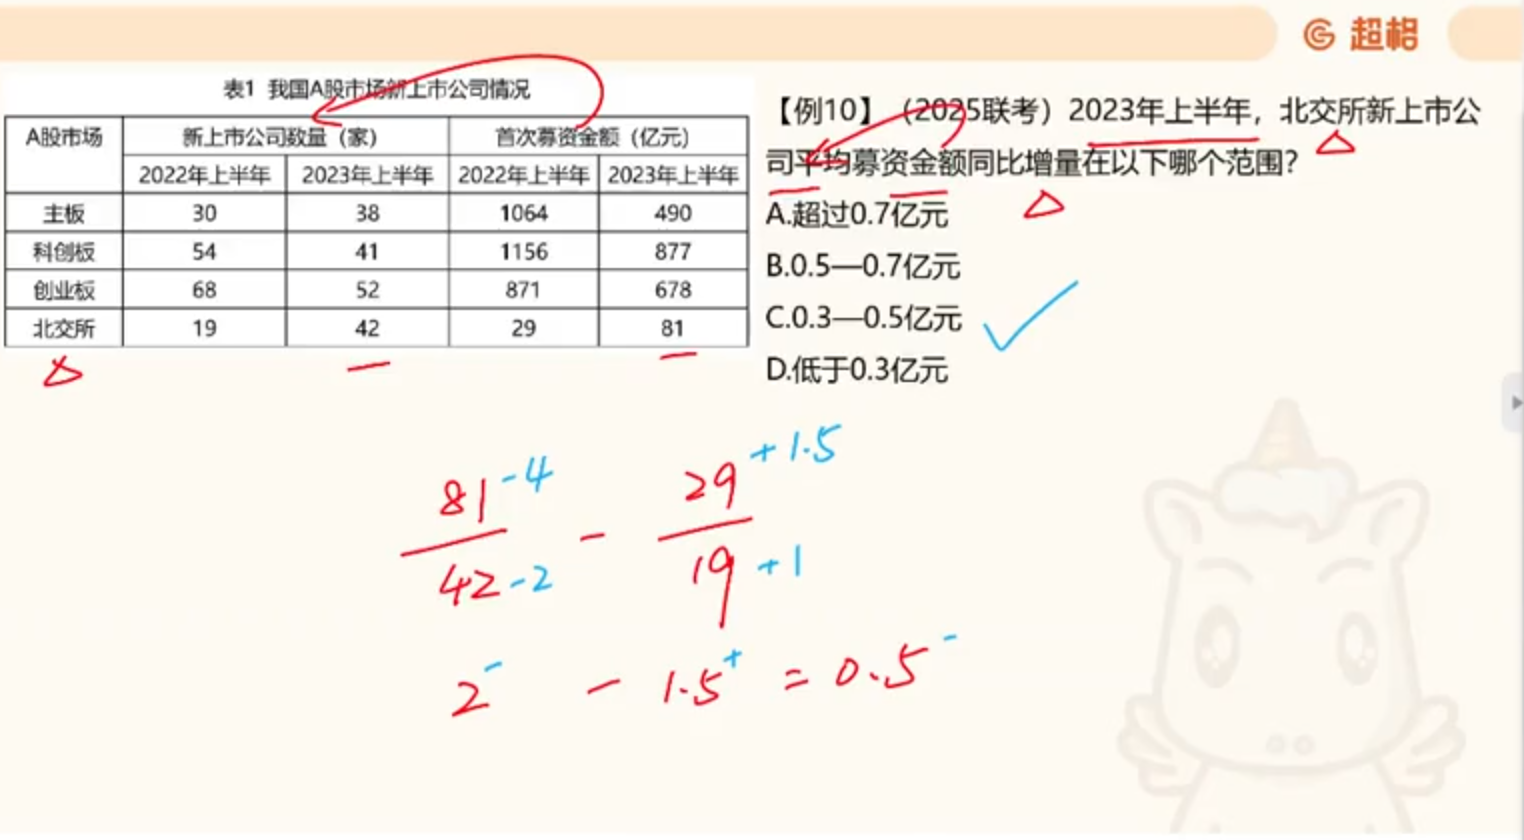 超格
表1 我国A股市场新上市公司情况
A股市场 新上市公司数量（家） 首次募资金额（亿元）
2022年上半年 2023年上半年 2022年上半年 2023年上半年
主板 30 38 1064 490
科创板 54 41 1156 877
创业板 68 52 871 678
北交所 19 42 29 81
【例10】（2025联考）2023年上半年，北交所新上市公
司平均募资金额同比增量在以下哪个范围？
A.超过0.7亿元
B.0.5—0.7亿元
C.0.3—0.5亿元
D.低于0.3亿元
81 -4 29 +1.5
— - —
42 -2 19 +1
2⁻ - 1.5⁺ = 0.5⁻